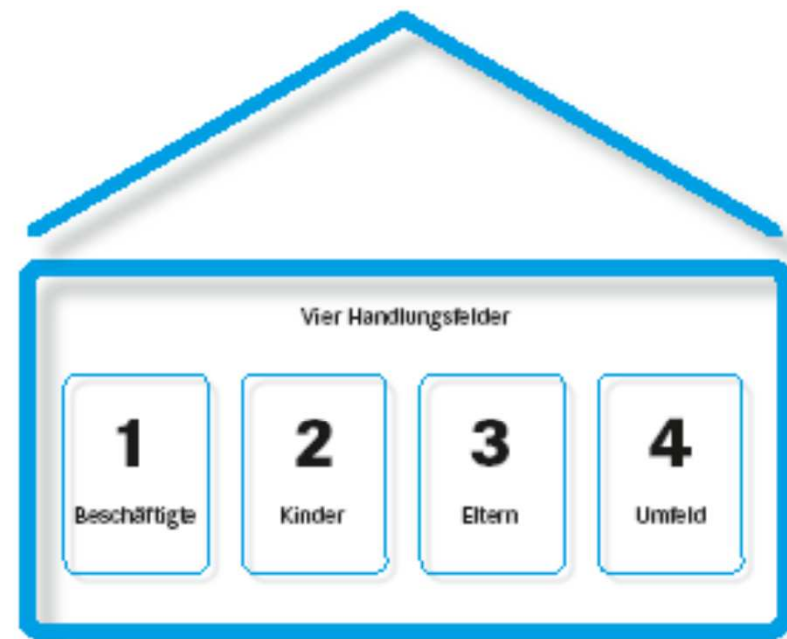 Vier Handlungsfelder
1
Beschäftigte
2
Kinder
3
Eltern
4
Umfeld